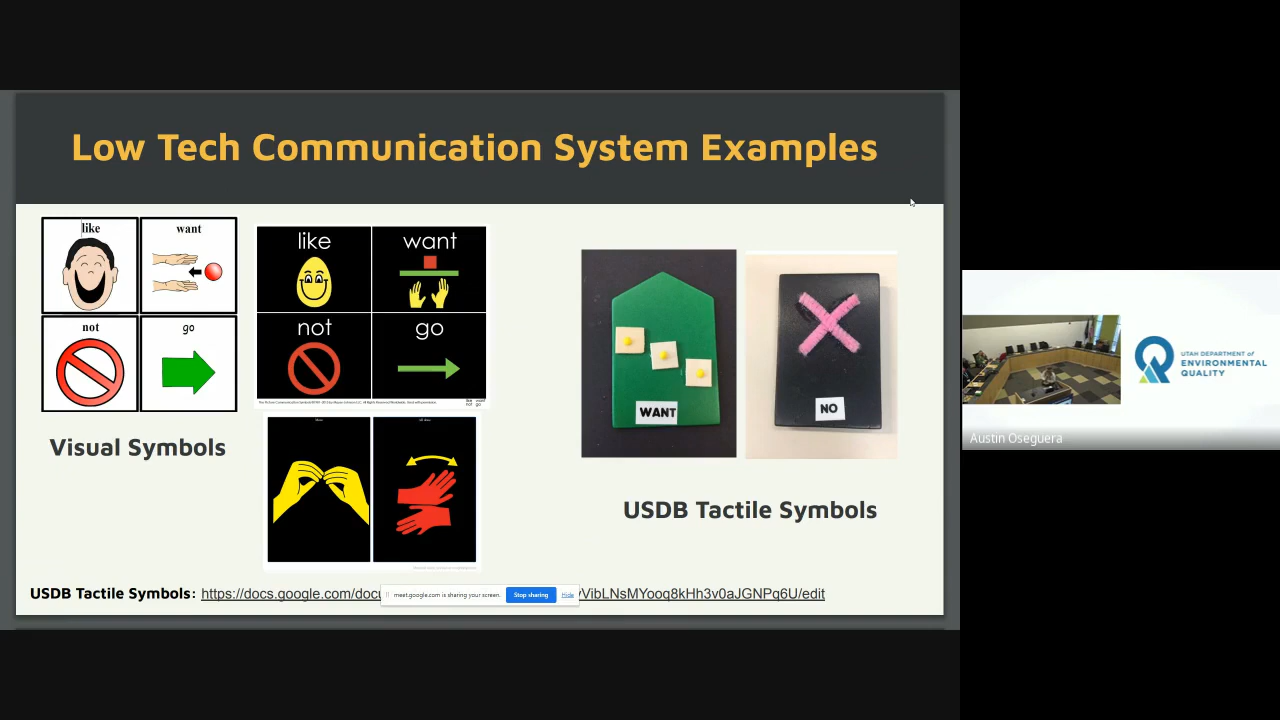 Low Tech Communication System Examples
like
want
not
go
Visual Symbols
like
want
not
go
WANT
NO
USDB Tactile Symbols
USDB Tactile Symbols: https://docs.google.com/docu
VibLNsMYooq8kHh3v0aJGNPq6U/edit
meet.google.com is sharing your screen.
Stop sharing
Hide
UTAH DEPARTMENT of
ENVIRONMENTAL
QUALITY
Austin Oseguera